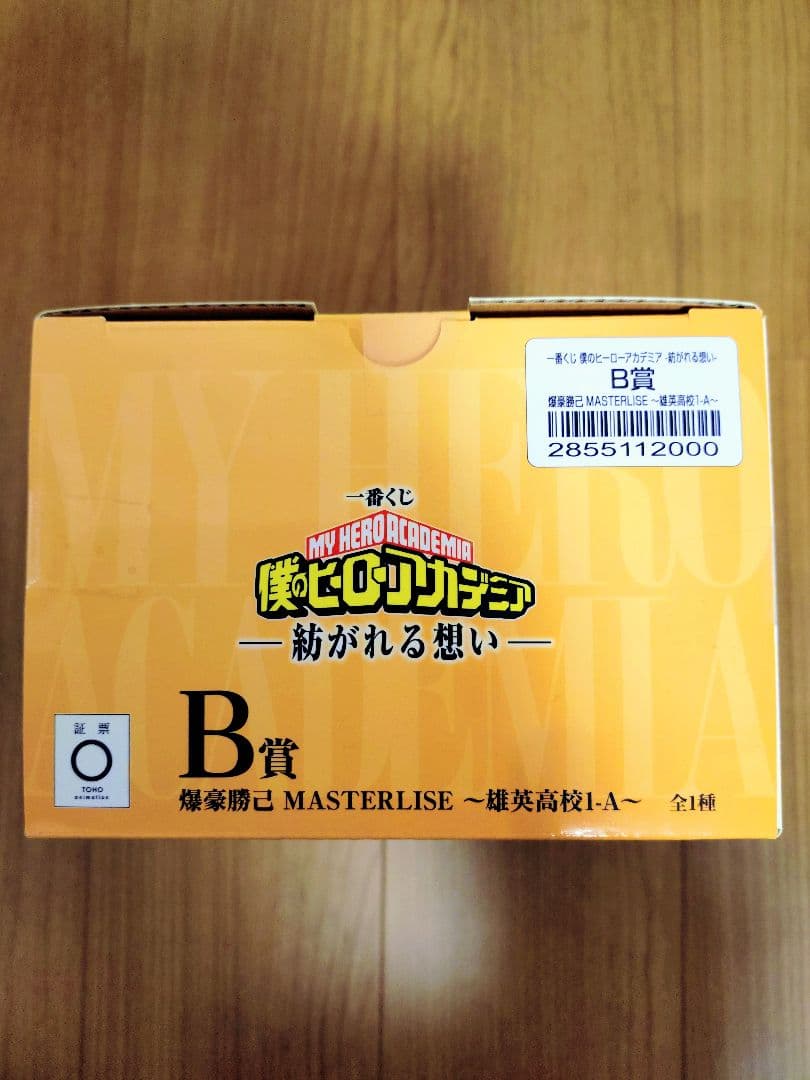 MY HERO
ACADEMIA
一番くじ 僕のヒーローアカデミア -紡がれる想い-
B賞
爆豪勝己 MASTERLISE ~雄英高校1-A~
2855112000
一番くじ
MY HERO ACADEMIA
僕のヒーローアカデミア
—紡がれる想い—
証票
TOHO
animation
B賞
爆豪勝己 MASTERLISE ~雄英高校1-A~ 全1種